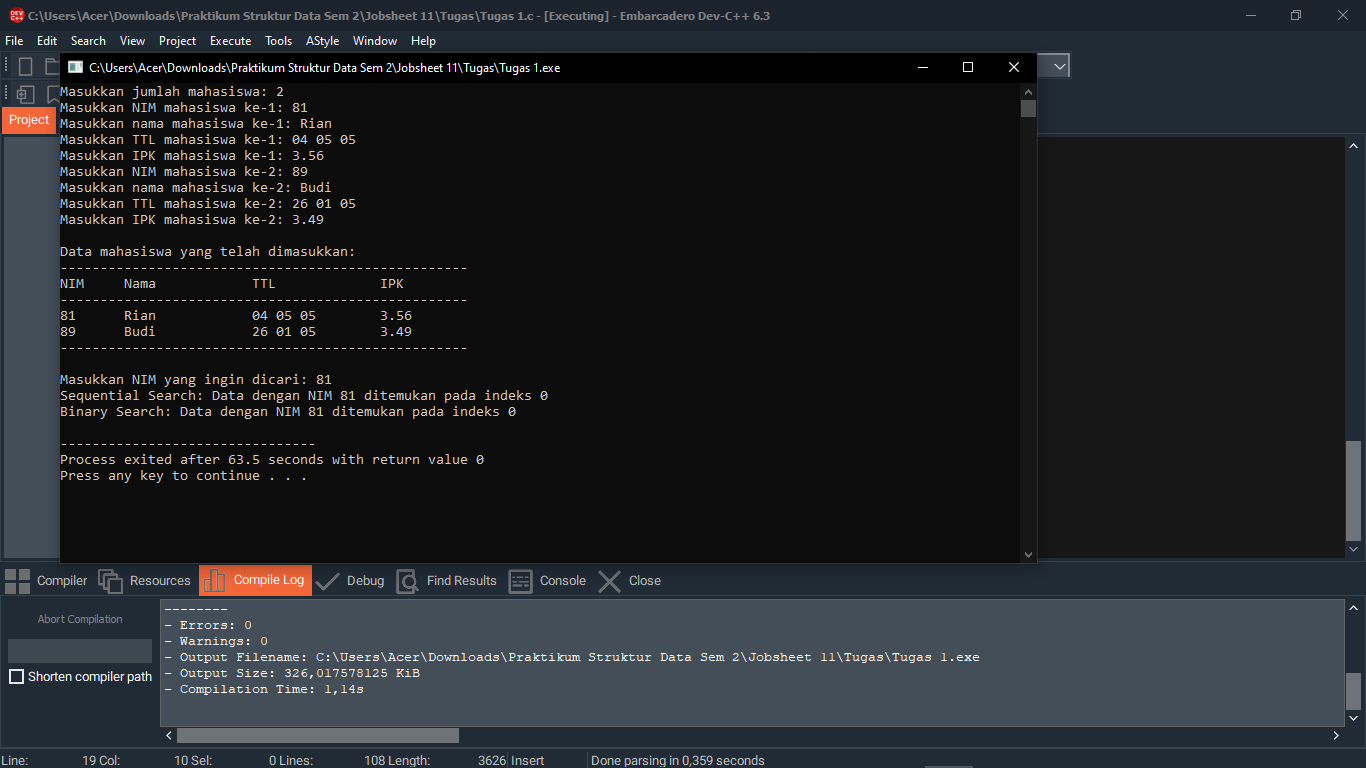 C:\Users\Acer\Downloads\Praktikum Struktur Data Sem 2\Jobsheet 11\Tugas\Tugas 1.c - [Executing] - Embarcadero Dev-C++ 6.3
File Edit Search View Project Execute Tools AStyle Window Help
C:\Users\Acer\Downloads\Praktikum Struktur Data Sem 2\Jobsheet 11\Tugas\Tugas 1.exe
Project
Masukkan jumlah mahasiswa: 2
Masukkan NIM mahasiswa ke-1: 81
Masukkan nama mahasiswa ke-1: Rian
Masukkan TTL mahasiswa ke-1: 04 05 05
Masukkan IPK mahasiswa ke-1: 3.56
Masukkan NIM mahasiswa ke-2: 89
Masukkan nama mahasiswa ke-2: Budi
Masukkan TTL mahasiswa ke-2: 26 01 05
Masukkan IPK mahasiswa ke-2: 3.49
Data mahasiswa yang telah dimasukkan:
---------------------------------------------------
NIM Nama TTL IPK
---------------------------------------------------
81 Rian 04 05 05 3.56
89 Budi 26 01 05 3.49
---------------------------------------------------
Masukkan NIM yang ingin dicari: 81
Sequential Search: Data dengan NIM 81 ditemukan pada indeks 0
Binary Search: Data dengan NIM 81 ditemukan pada indeks 0
--------------------------------
Process exited after 63.5 seconds with return value 0
Press any key to continue . . .
Compiler Resources Compile Log Debug Find Results Console Close
Abort Compilation
Shorten compiler path
--------
- Errors: 0
- Warnings: 0
- Output Filename: C:\Users\Acer\Downloads\Praktikum Struktur Data Sem 2\Jobsheet 11\Tugas\Tugas 1.exe
- Output Size: 326,017578125 KiB
- Compilation Time: 1,14s
Line: 19 Col: 10 Sel: 0 Lines: 108 Length: 3626 Insert Done parsing in 0,359 seconds